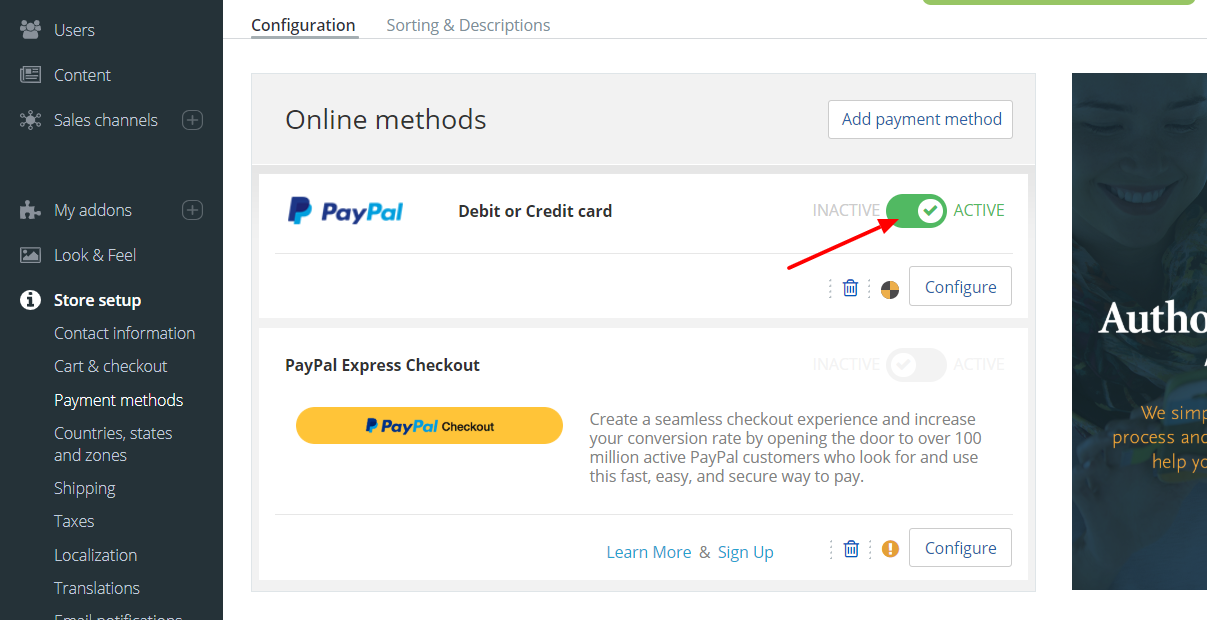 Users
Content
Sales channels
My addons
Look & Feel
Store setup
Contact information
Cart & checkout
Payment methods
Countries, states
and zones
Shipping
Taxes
Localization
Translations
Email notifications
Configuration
Sorting & Descriptions
Online methods
Add payment method
PayPal
Debit or Credit card
INACTIVE
ACTIVE
Configure
PayPal Express Checkout
INACTIVE
ACTIVE
PayPal Checkout
Create a seamless checkout experience and increase
your conversion rate by opening the door to over 100
million active PayPal customers who look for and use
this fast, easy, and secure way to pay.
Learn More & Sign Up
Configure
Autho
We simp
process and
help yo